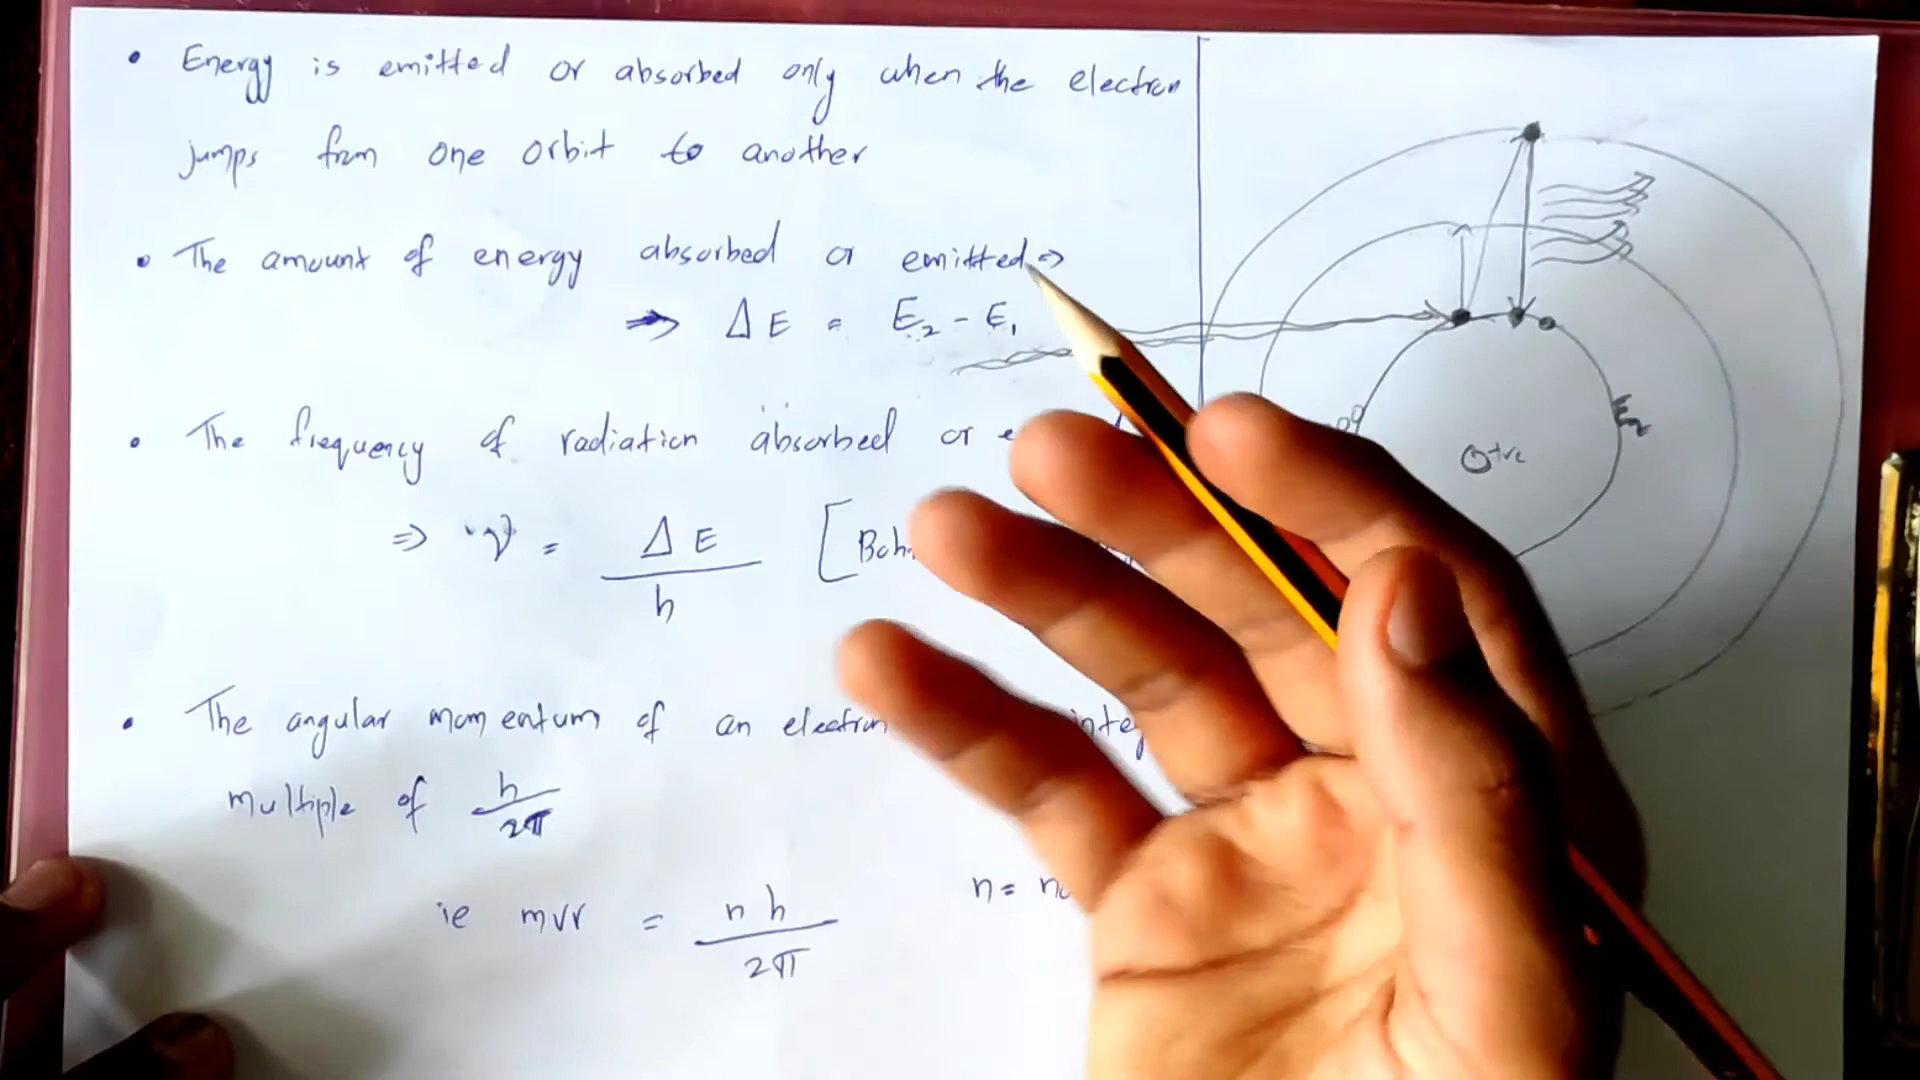 • Energy is emitted or absorbed only when the electron
jumps from one orbit to another
• The amount of energy absorbed or emitted ⇒
⇒ ΔE = E₂ - E₁
• The frequency of radiation absorbed or
⇒ ν = ΔE / h [
• The angular momentum of an electron
multiple of h / 2π
ie mvr = n h / 2π
n =
+ve